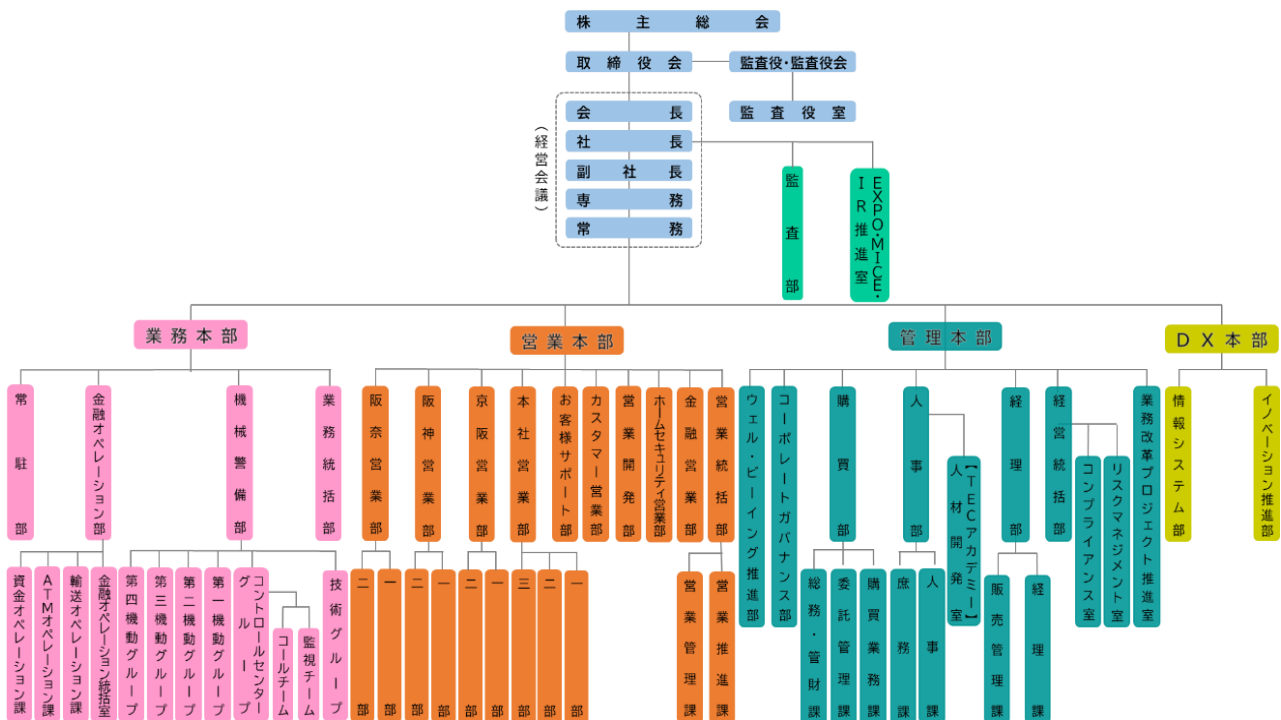 株主総会
取締役会
監査役・監査役会
監査役室
(経営会議)
会長
社長
副社長
専務
常務
監査部
EXPO・MICE・
IR推進室
業務本部
営業本部
管理本部
DX本部
常駐部
金融オペレーション部
機械警備部
業務統括部
阪奈営業部
阪神営業部
京阪営業部
本社営業部
お客様サポート部
カスタマー営業部
営業開発部
ホームセキュリティ営業部
金融営業部
営業統括部
ウェル・ビーイング推進部
コーポレートガバナンス部
購買部
人事部
【TECアカデミー】
人材開発室
経理部
経営統括部
コンプライアンス室
リスクマネジメント室
業務改革プロジェクト推進室
情報システム部
イノベーション推進部
資金オペレーション課
ATMオペレーション課
輸送オペレーション課
金融オペレーション統括室
第四機動グループ
第三機動グループ
第二機動グループ
第一機動グループ
コントロールセンター
グループ
コールチーム
監視チーム
技術グループ
二部
一部
二部
一部
二部
一部
三部
二部
一部
営業管理課
営業推進課
総務・管財課
委託管理課
購買業務課
庶務課
人事課
販売管理課
経理課